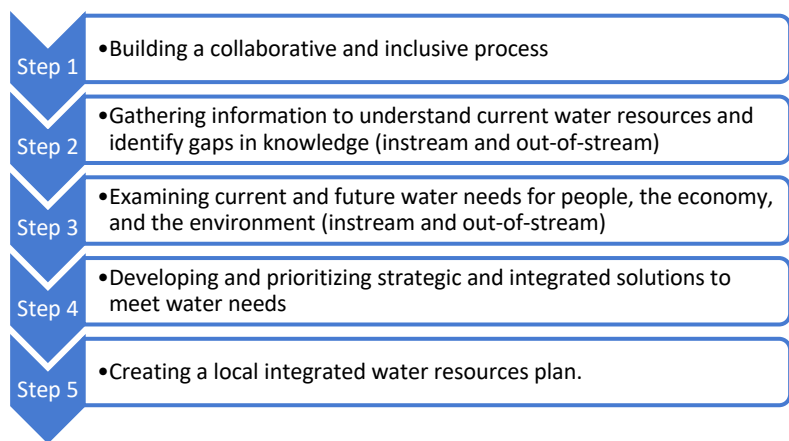 Step 1
•Building a collaborative and inclusive process
Step 2
•Gathering information to understand current water resources and
identify gaps in knowledge (instream and out-of-stream)
Step 3
•Examining current and future water needs for people, the economy,
and the environment (instream and out-of-stream)
Step 4
•Developing and prioritizing strategic and integrated solutions to
meet water needs
Step 5
•Creating a local integrated water resources plan.